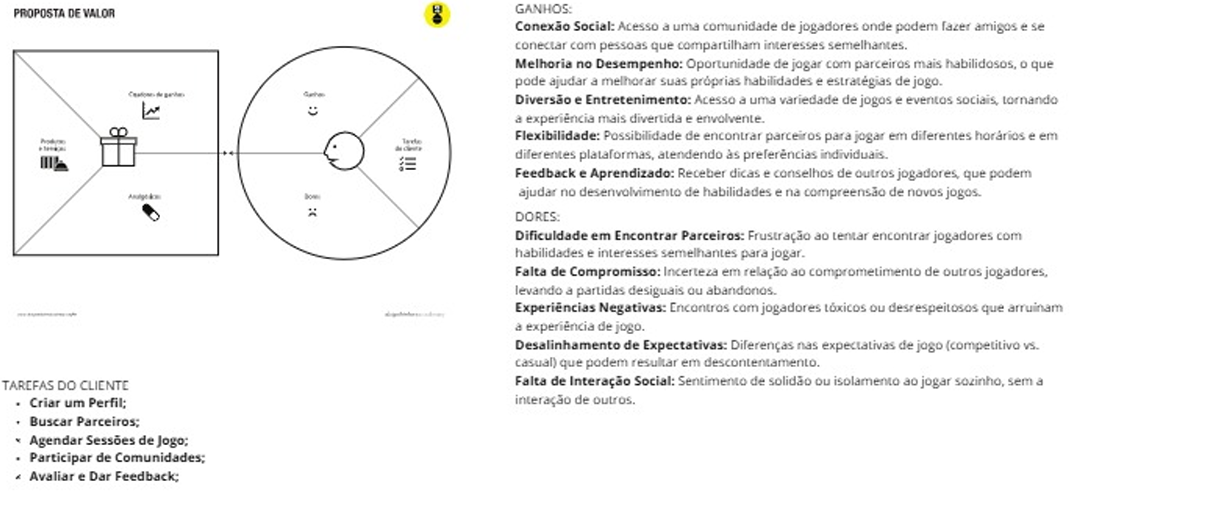 PROPOSTA DE VALOR
Criadores de ganhos
Produtos
e serviços
Analgésicos
Ganhos
Tarefas
do cliente
Dores
TAREFAS DO CLIENTE
• Criar um Perfil;
• Buscar Parceiros;
• Agendar Sessões de Jogo;
• Participar de Comunidades;
• Avaliar e Dar Feedback;
GANHOS:
Conexão Social: Acesso a uma comunidade de jogadores onde podem fazer amigos e se
conectar com pessoas que compartilham interesses semelhantes.
Melhoria no Desempenho: Oportunidade de jogar com parceiros mais habilidosos, o que
pode ajudar a melhorar suas próprias habilidades e estratégias de jogo.
Diversão e Entretenimento: Acesso a uma variedade de jogos e eventos sociais, tornando
a experiência mais divertida e envolvente.
Flexibilidade: Possibilidade de encontrar parceiros para jogar em diferentes horários e em
diferentes plataformas, atendendo às preferências individuais.
Feedback e Aprendizado: Receber dicas e conselhos de outros jogadores, que podem
ajudar no desenvolvimento de habilidades e na compreensão de novos jogos.
DORES:
Dificuldade em Encontrar Parceiros: Frustração ao tentar encontrar jogadores com
habilidades e interesses semelhantes para jogar.
Falta de Compromisso: Incerteza em relação ao comprometimento de outros jogadores,
levando a partidas desiguais ou abandonos.
Experiências Negativas: Encontros com jogadores tóxicos ou desrespeitosos que arruínam
a experiência de jogo.
Desalinhamento de Expectativas: Diferenças nas expectativas de jogo (competitivo vs.
casual) que podem resultar em descontentamento.
Falta de Interação Social: Sentimento de solidão ou isolamento ao jogar sozinho, sem a
interação de outros.